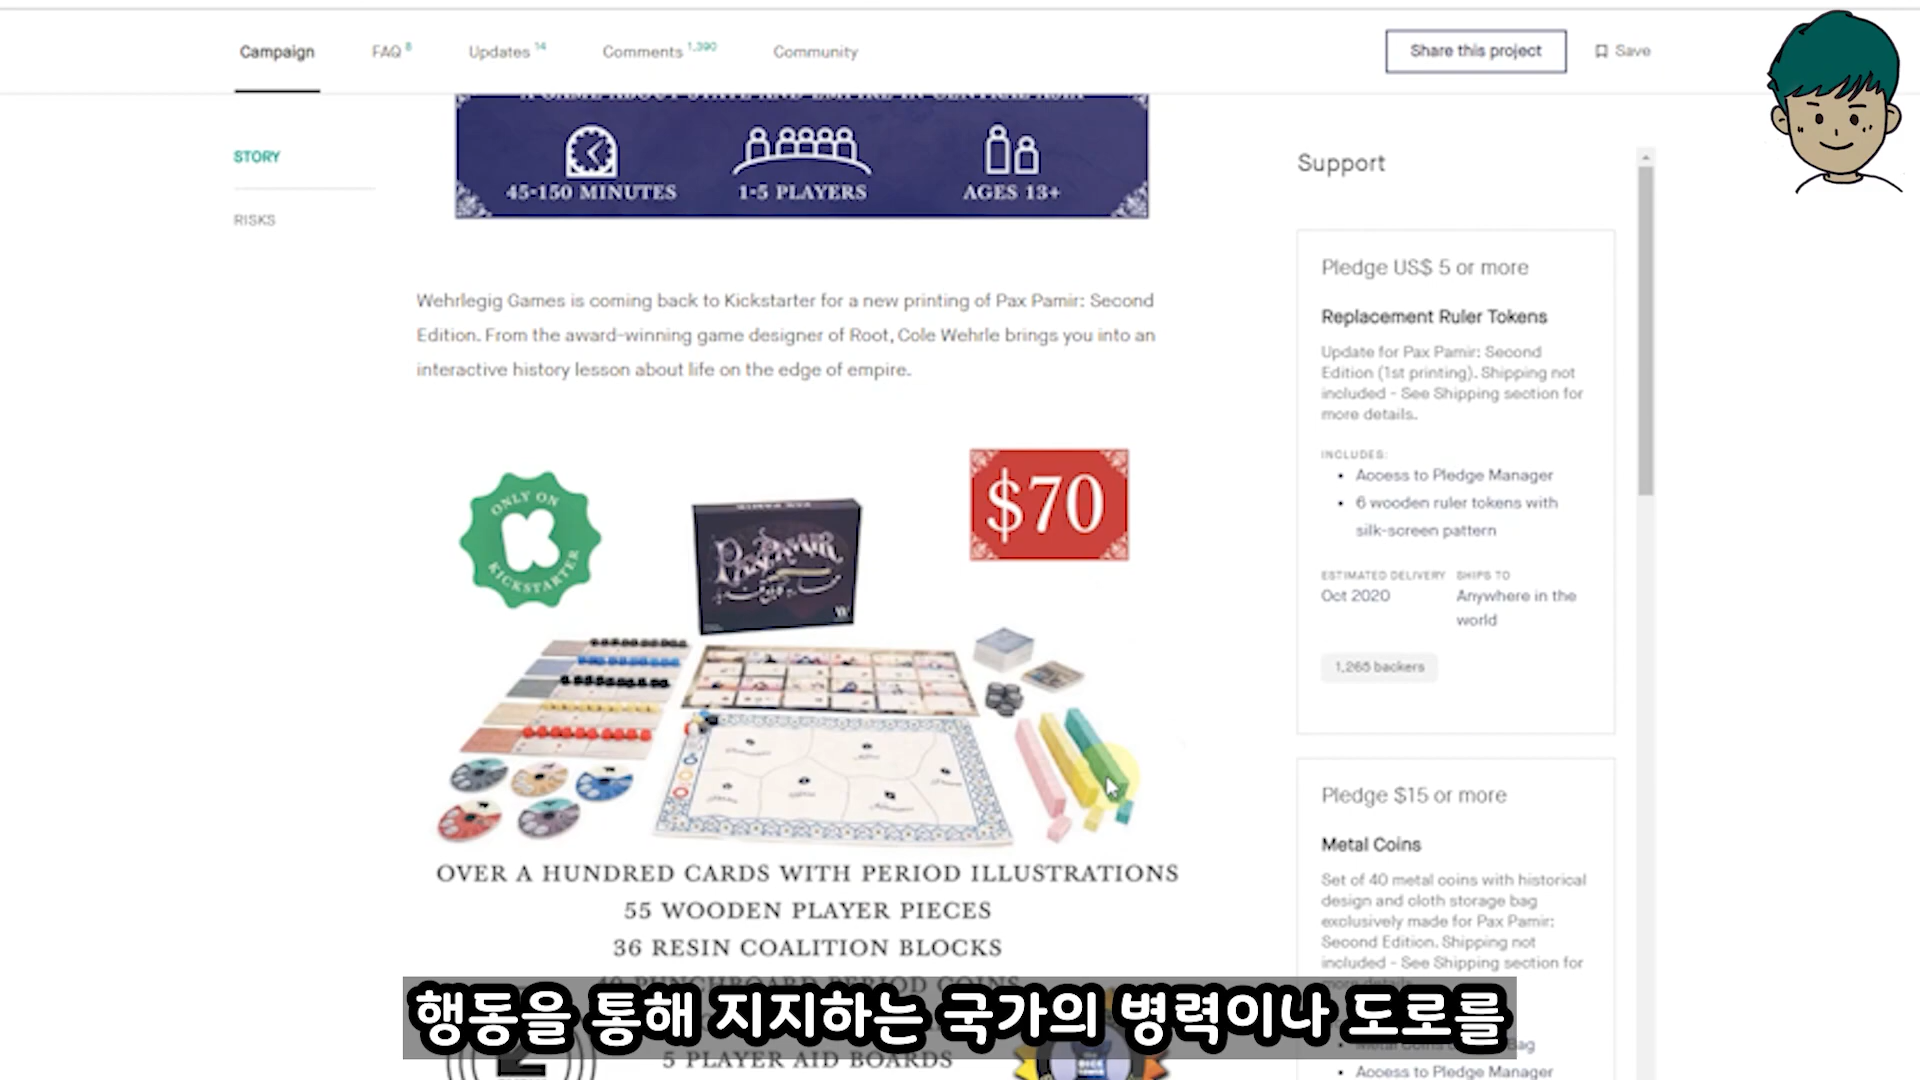 Campaign
FAQ 8
Updates 14
Comments 1,390
Community
Share this project
Save
STORY
RISKS
45-150 MINUTES
1-5 PLAYERS
AGES 13+
Wehrlegig Games is coming back to Kickstarter for a new printing of Pax Pamir: Second
Edition. From the award-winning game designer of Root, Cole Wehrle brings you into an
interactive history lesson about life on the edge of empire.
ONLY ON
KICKSTARTER
$70
PAX PAMIR
OVER A HUNDRED CARDS WITH PERIOD ILLUSTRATIONS
55 WOODEN PLAYER PIECES
36 RESIN COALITION BLOCKS
5 PLAYER AID BOARDS
Support
Pledge US$ 5 or more
Replacement Ruler Tokens
Update for Pax Pamir: Second
Edition (1st printing). Shipping not
included - See Shipping section for
more details.
INCLUDES:
• Access to Pledge Manager
• 6 wooden ruler tokens with
silk-screen pattern
ESTIMATED DELIVERY
Oct 2020
SHIPS TO
Anywhere in the
world
1,265 backers
Pledge $15 or more
Metal Coins
Set of 40 metal coins with historical
design and cloth storage bag
exclusively made for Pax Pamir:
Second Edition. Shipping not
included - See Shipping section for
more details.
• Access to Pledge Manager
행동을 통해 지지하는 국가의 병력이나 도로를